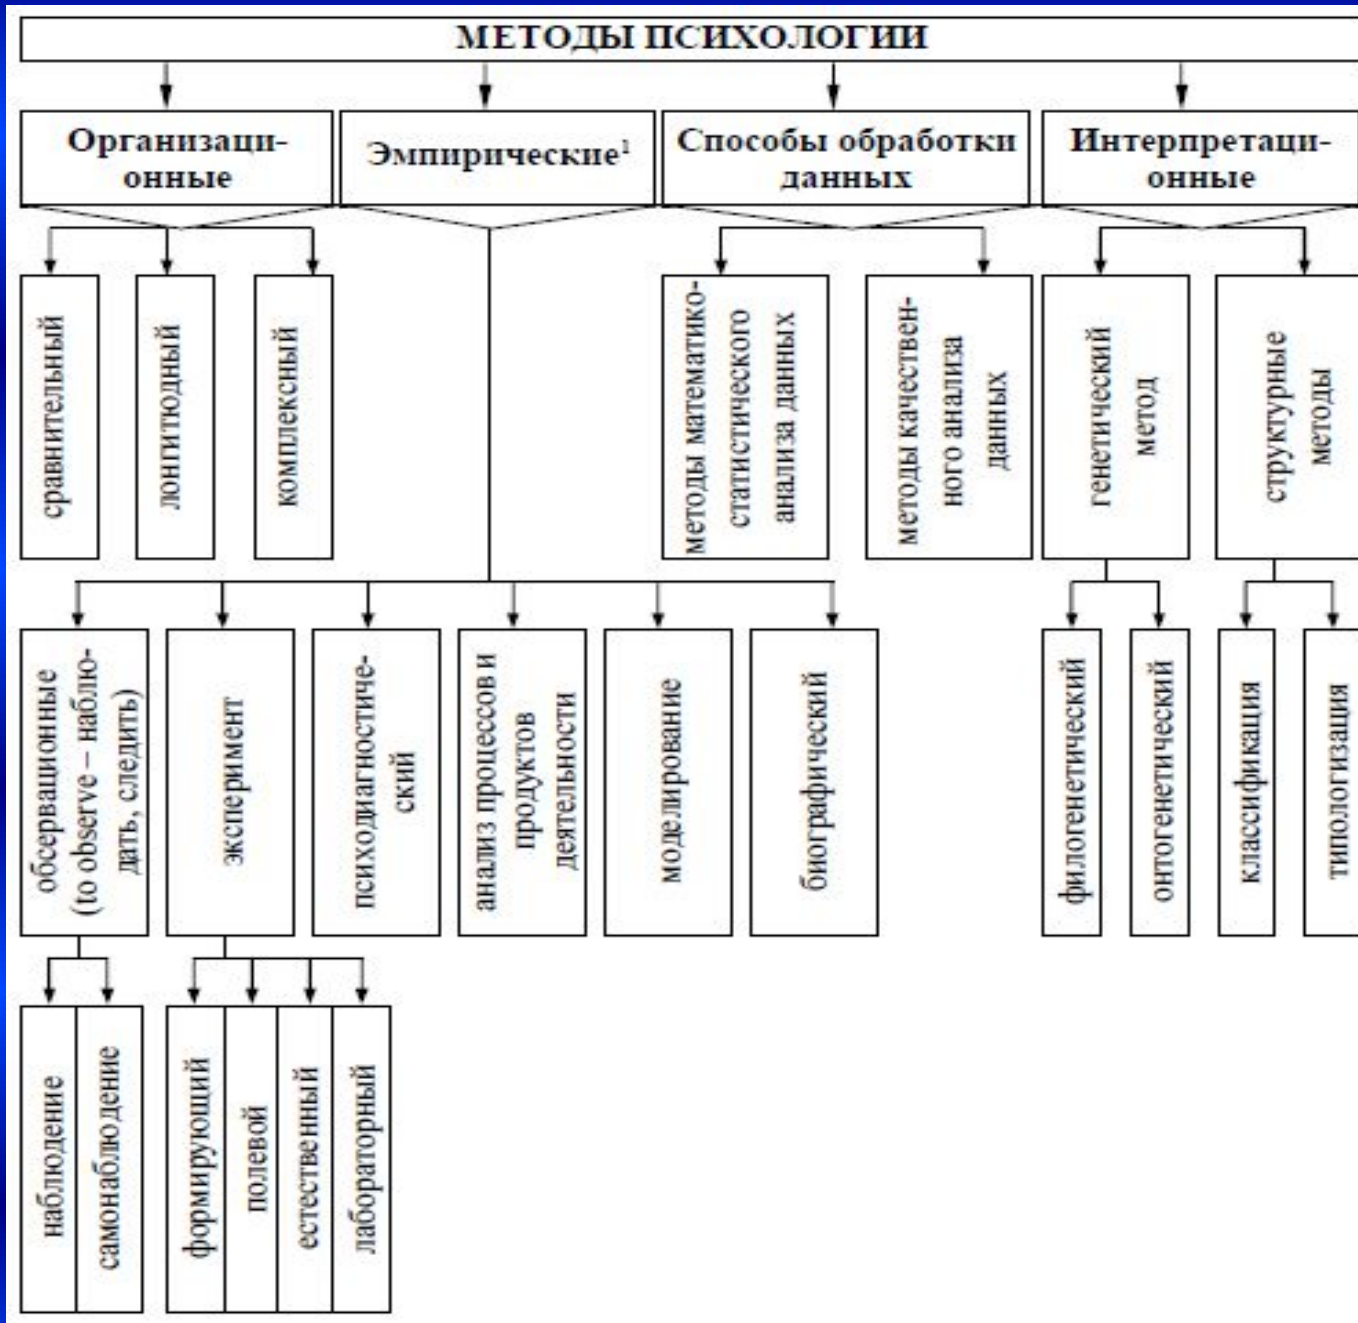 МЕТОДЫ ПСИХОЛОГИИ
Организаци-
онные
Эмпирические¹
Способы обработки
данных
Интерпретаци-
онные
сравнительный
лонгитюдный
комплексный
методы математико-
статистического
анализа данных
методы качествен-
ного анализа
данных
генетический
метод
структурные
методы
обсервационные
(to observe – наблю-
дать, следить)
эксперимент
психодиагностиче-
ский
анализ процессов и
продуктов
деятельности
моделирование
биографический
филогенетический
онтогенетический
классификация
типологизация
наблюдение
самонаблюдение
формирующий
полевой
естественный
лабораторный